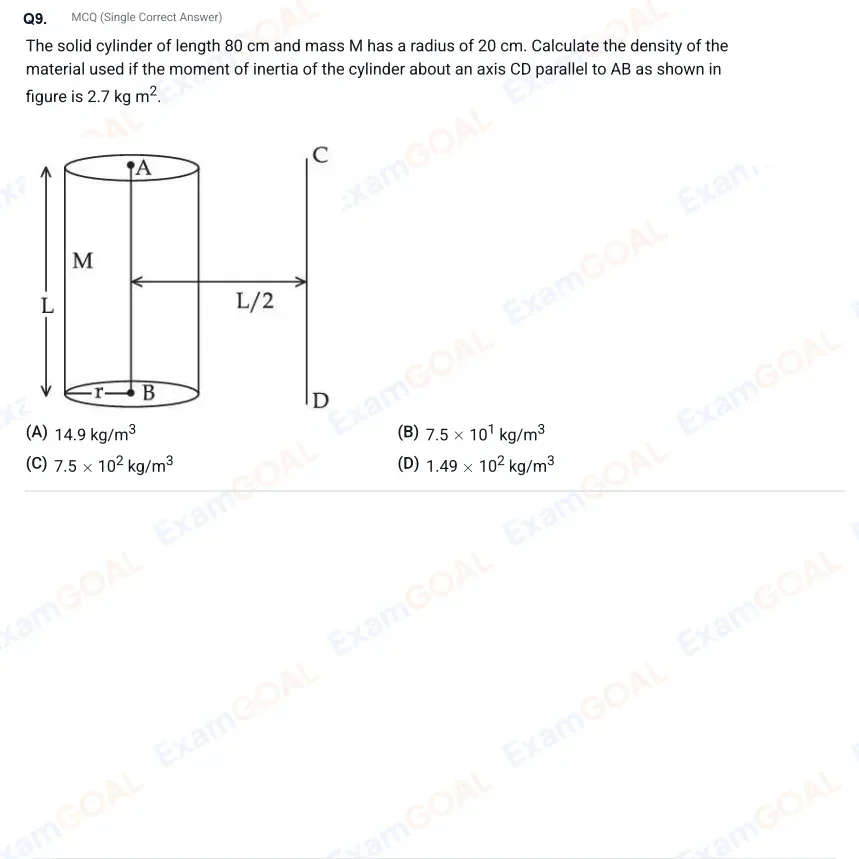 Q9. MCQ (Single Correct Answer)
The solid cylinder of length 80 cm and mass M has a radius of 20 cm. Calculate the density of the
material used if the moment of inertia of the cylinder about an axis CD parallel to AB as shown in
figure is 2.7 kg m².
A
C
M
L
L/2
r
B
D
(A) 14.9 kg/m³
(B) 7.5 × 10¹ kg/m³
(C) 7.5 × 10² kg/m³
(D) 1.49 × 10² kg/m³
ExamGOAL